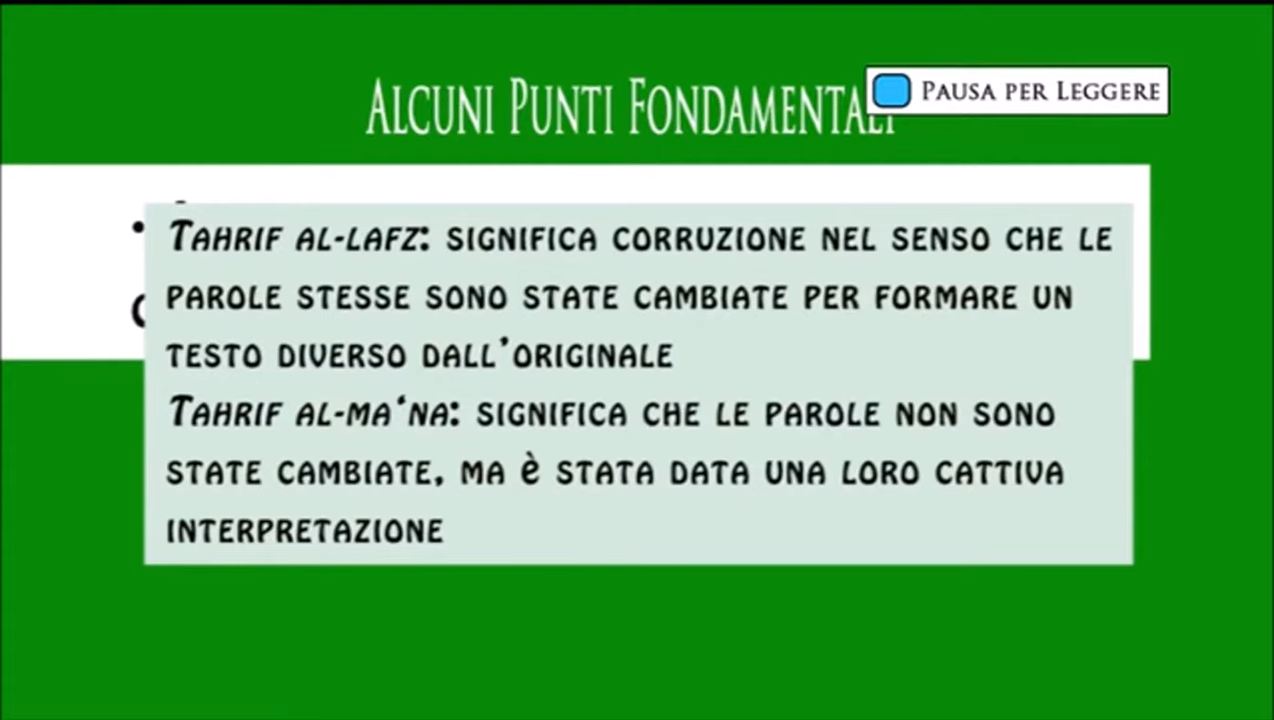 Alcuni Punti Fondamentali
Pausa per Leggere
Tahrif al-lafz: significa corruzione nel senso che le
parole stesse sono state cambiate per formare un
testo diverso dall'originale
Tahrif al-ma‘na: significa che le parole non sono
state cambiate, ma è stata data una loro cattiva
interpretazione